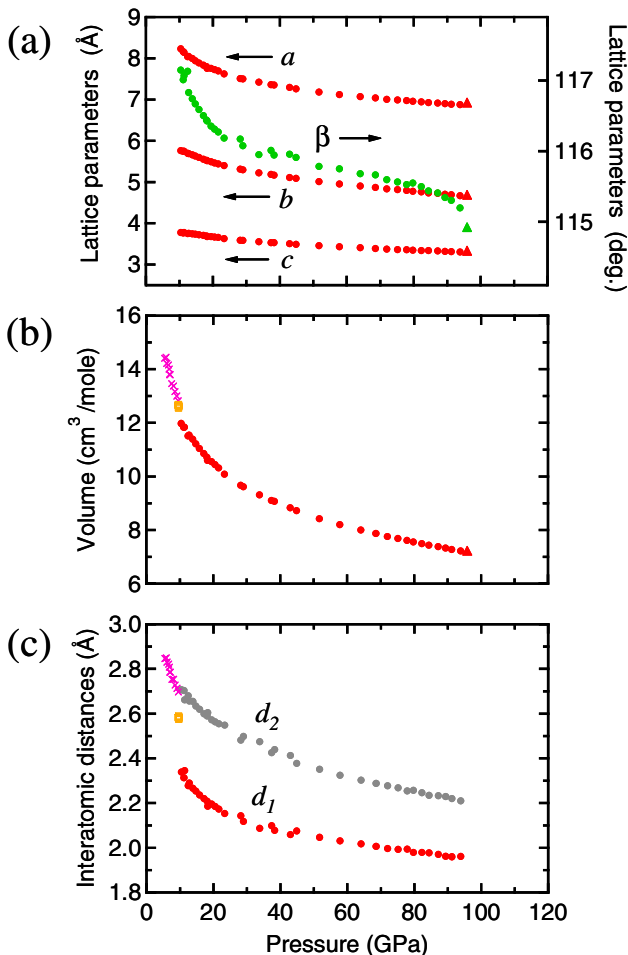 (a)
Lattice parameters (Å)
9
8
7
6
5
4
3
a
β
b
c
117
116
115
Lattice parameters (deg.)
(b)
Volume (cm³/mole)
16
14
12
10
8
6
(c)
Interatomic distances (Å)
3.0
2.8
2.6
2.4
2.2
2.0
1.8
d₂
d₁
0 20 40 60 80 100 120
Pressure (GPa)